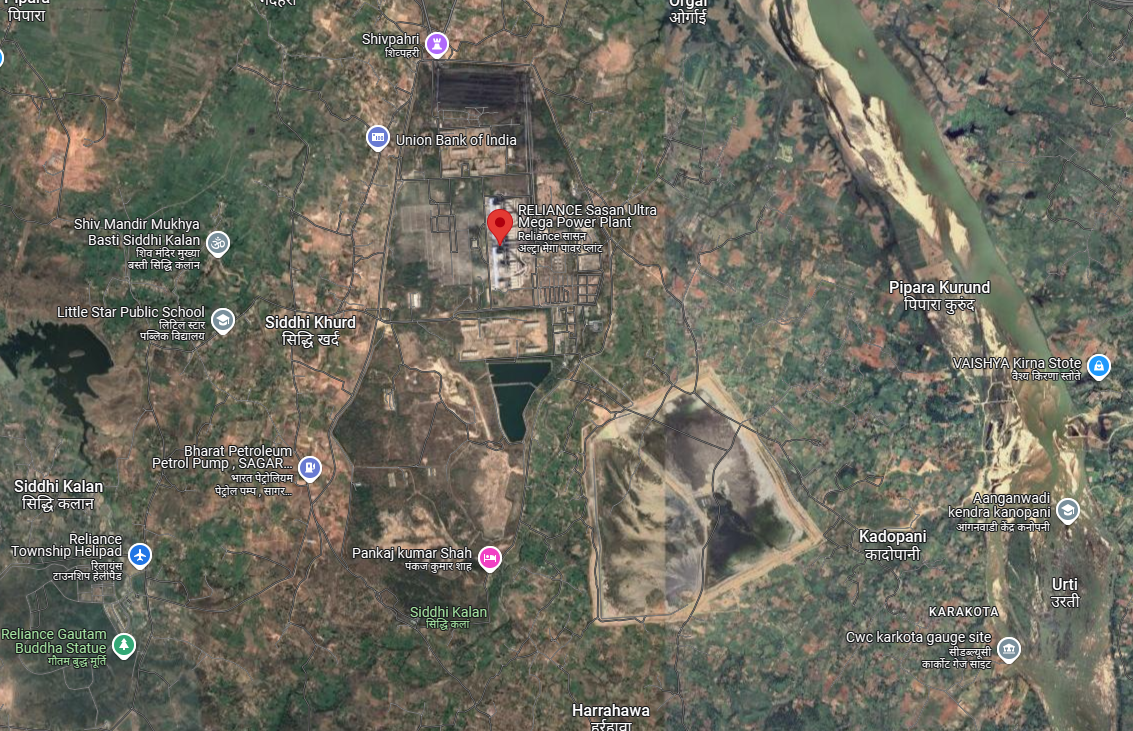 Pipara
पिपारा
Orgai
ओर्गाई
Shivpahri
शिवपहरी
Union Bank of India
RELIANCE Sasan Ultra
Mega Power Plant
Reliance सासन
अल्ट्रा मेगा पावर प्लांट
Shiv Mandir Mukhya
Basti Siddhi Kalan
शिव मंदिर मुख्या
बस्ती सिद्धि कलान
Little Star Public School
लिटिल स्टार
पब्लिक विद्यालय
Siddhi Khurd
सिद्धि खर्द
Pipara Kurund
पिपारा कुरुंद
VAISHYA Kirna Stote
वैश्य किरणा स्तोते
Bharat Petroleum
Petrol Pump , SAGAR...
भारत पेट्रोलियम
पेट्रोल पम्प , सागर...
Siddhi Kalan
सिद्धि कलान
Aanganwadi
kendra kanopani
आंगनवाडी केंद्र कनोपनी
Reliance
Township Helipad
रिलायंस
टाउनशिप हेलीपैड
Pankaj kumar Shah
पंकज कुमार शाह
Kadopani
कादोपानी
Urti
उरती
Siddhi Kalan
सिद्धि कलां
KARAKOTA
Reliance Gautam
Buddha Statue
गौतम बुद्ध मूर्ति
Cwc karkota gauge site
सीडब्ल्यूसी
कार्कोट गेज साइट
Harrahawa
हर्रहावा